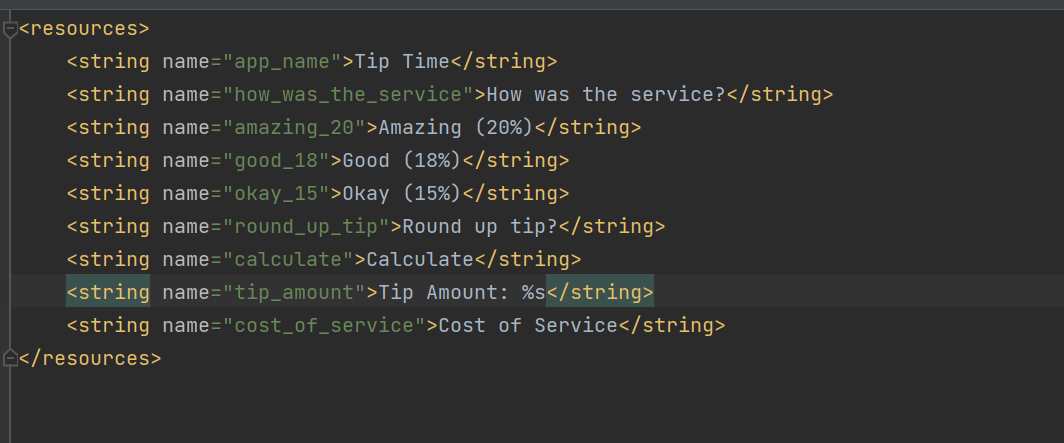 <resources>
    <string name="app_name">Tip Time</string>
    <string name="how_was_the_service">How was the service?</string>
    <string name="amazing_20">Amazing (20%)</string>
    <string name="good_18">Good (18%)</string>
    <string name="okay_15">Okay (15%)</string>
    <string name="round_up_tip">Round up tip?</string>
    <string name="calculate">Calculate</string>
    <string name="tip_amount">Tip Amount: %s</string>
    <string name="cost_of_service">Cost of Service</string>
</resources>